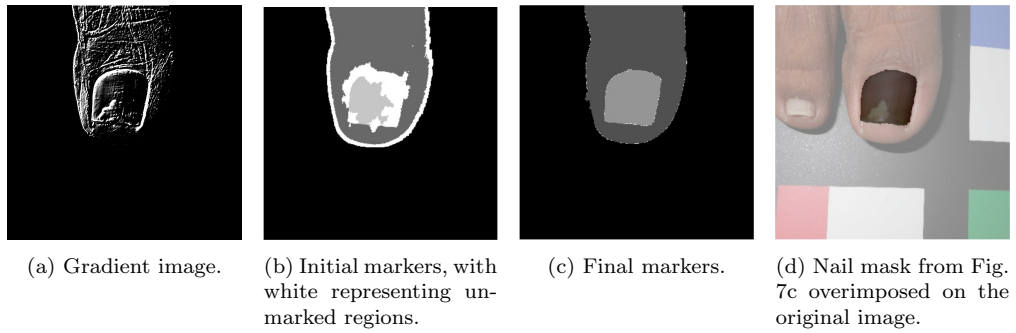 (a) Gradient image.
(b) Initial markers, with
white representing un-
marked regions.
(c) Final markers.
(d) Nail mask from Fig.
7c overimposed on the
original image.